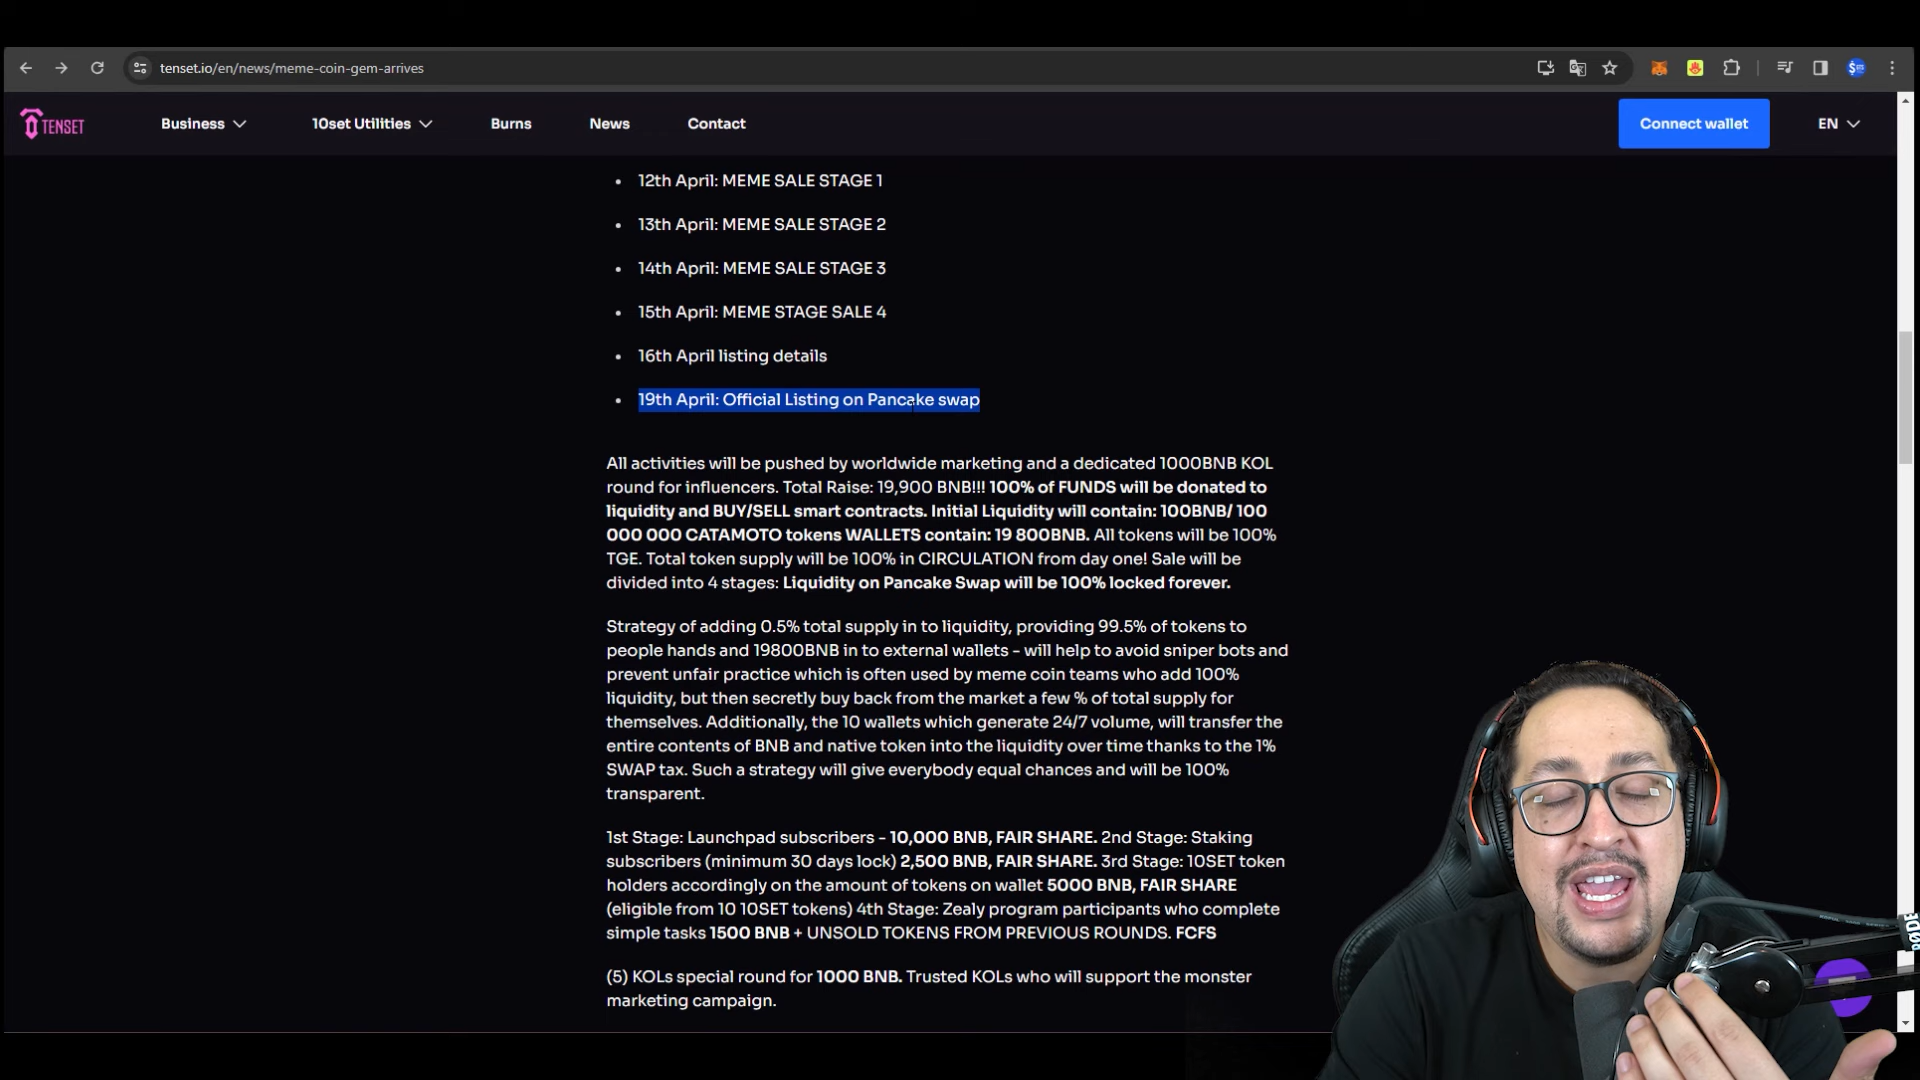 tenset.io/en/news/meme-coin-gem-arrives
TENSET
Business
10set Utilities
Burns
News
Contact
Connect wallet
EN
12th April: MEME SALE STAGE 1
13th April: MEME SALE STAGE 2
14th April: MEME SALE STAGE 3
15th April: MEME STAGE SALE 4
16th April listing details
19th April: Official Listing on Pancake swap
All activities will be pushed by worldwide marketing and a dedicated 1000BNB KOL
round for influencers. Total Raise: 19,900 BNB!!! 100% of FUNDS will be donated to
liquidity and BUY/SELL smart contracts. Initial Liquidity will contain: 100BNB/ 100
000 000 CATAMOTO tokens WALLETS contain: 19 800BNB. All tokens will be 100%
TGE. Total token supply will be 100% in CIRCULATION from day one! Sale will be
divided into 4 stages: Liquidity on Pancake Swap will be 100% locked forever.
Strategy of adding 0.5% total supply in to liquidity, providing 99.5% of tokens to
people hands and 19800BNB in to external wallets - will help to avoid sniper bots and
prevent unfair practice which is often used by meme coin teams who add 100%
liquidity, but then secretly buy back from the market a few % of total supply for
themselves. Additionally, the 10 wallets which generate 24/7 volume, will transfer the
entire contents of BNB and native token into the liquidity over time thanks to the 1%
SWAP tax. Such a strategy will give everybody equal chances and will be 100%
transparent.
1st Stage: Launchpad subscribers - 10,000 BNB, FAIR SHARE. 2nd Stage: Staking
subscribers (minimum 30 days lock) 2,500 BNB, FAIR SHARE. 3rd Stage: 10SET token
holders accordingly on the amount of tokens on wallet 5000 BNB, FAIR SHARE
(eligible from 10 10SET tokens) 4th Stage: Zealy program participants who complete
simple tasks 1500 BNB + UNSOLD TOKENS FROM PREVIOUS ROUNDS. FCFS
(5) KOLs special round for 1000 BNB. Trusted KOLs who will support the monster
marketing campaign.
RØDE